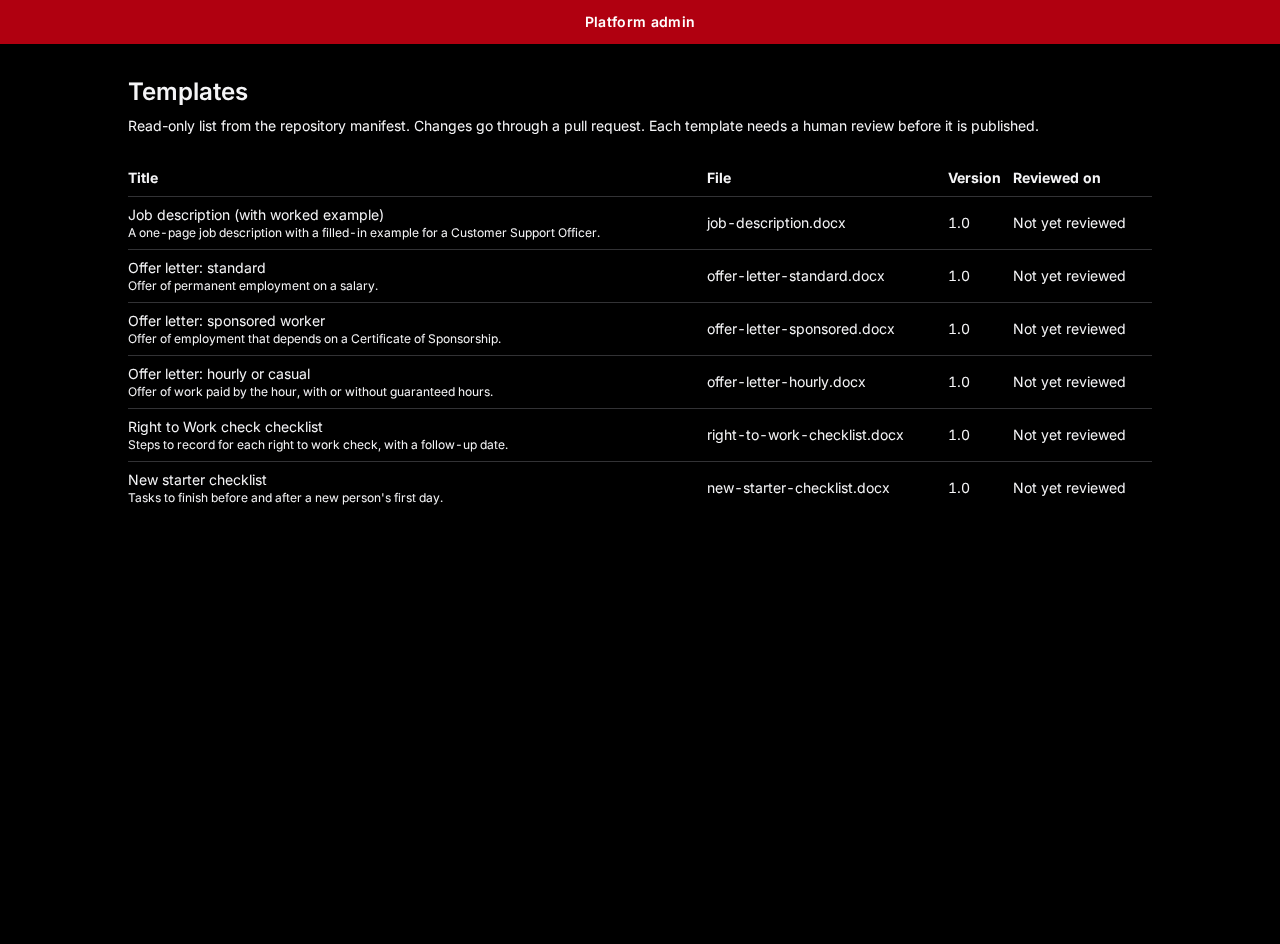 Platform admin
Templates
Read-only list from the repository manifest. Changes go through a pull request. Each template needs a human review before it is published.
Title File Version Reviewed on
Job description (with worked example)
A one-page job description with a filled-in example for a Customer Support Officer.
job-description.docx 1.0 Not yet reviewed
Offer letter: standard
Offer of permanent employment on a salary.
offer-letter-standard.docx 1.0 Not yet reviewed
Offer letter: sponsored worker
Offer of employment that depends on a Certificate of Sponsorship.
offer-letter-sponsored.docx 1.0 Not yet reviewed
Offer letter: hourly or casual
Offer of work paid by the hour, with or without guaranteed hours.
offer-letter-hourly.docx 1.0 Not yet reviewed
Right to Work check checklist
Steps to record for each right to work check, with a follow-up date.
right-to-work-checklist.docx 1.0 Not yet reviewed
New starter checklist
Tasks to finish before and after a new person's first day.
new-starter-checklist.docx 1.0 Not yet reviewed